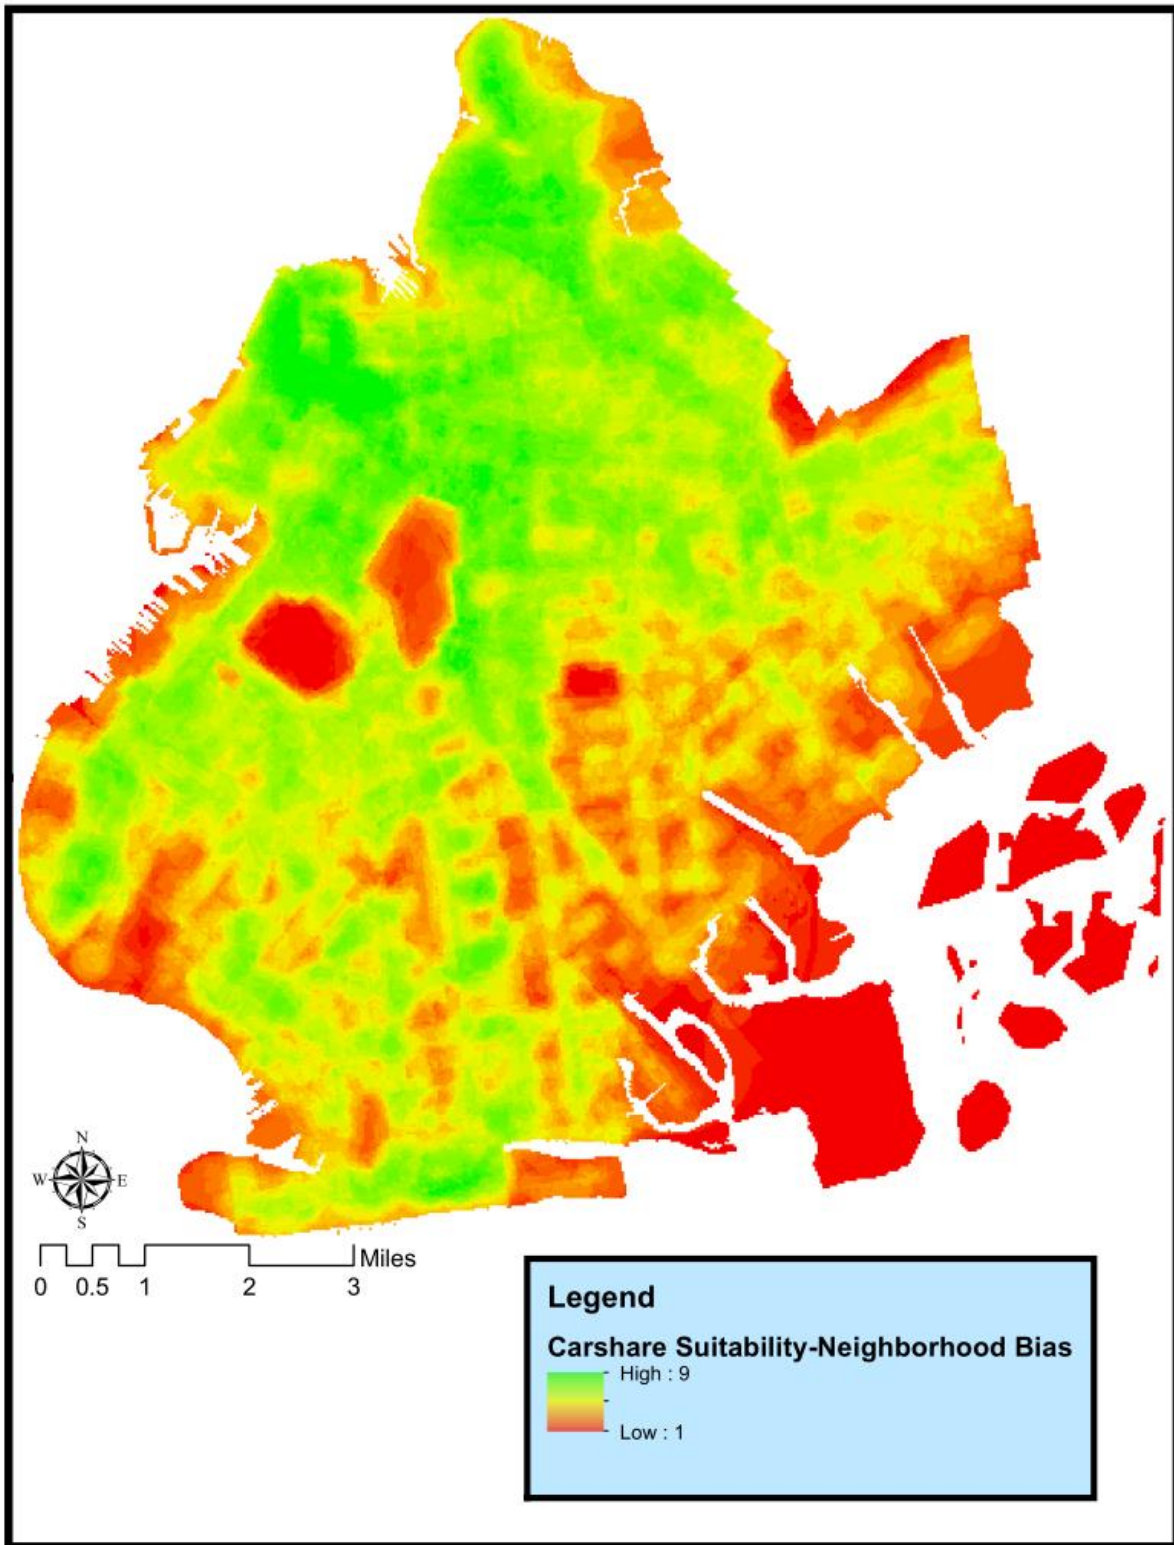 N
W E
S
Miles
0 0.5 1 2 3
Legend
Carshare Suitability-Neighborhood Bias
High : 9
Low : 1